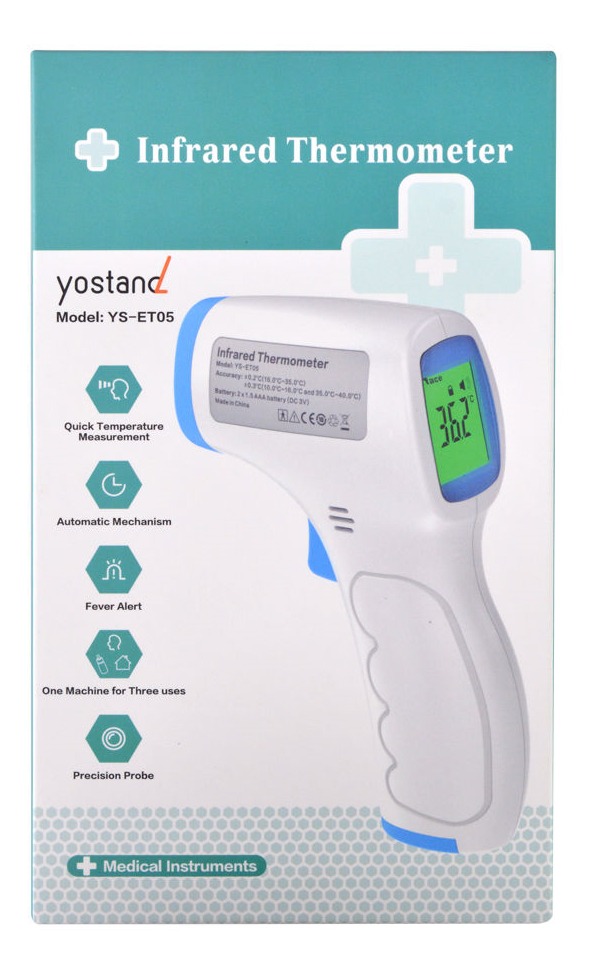 Infrared Thermometer
yostand
Model: YS-ET05
Infrared Thermometer
Model: YS-ET05
Accuracy: ±0.2°C(16.0°C~35.0°C)
±0.3°C(10.0°C~16.0°C and 35.0°C~40.0°C)
Battery: 2 x 1.5 AAA battery (DC 3V)
Made in China
CE
36.2°C
Quick Temperature
Measurement
Automatic Mechanism
Fever Alert
One Machine for Three uses
Precision Probe
Medical Instruments